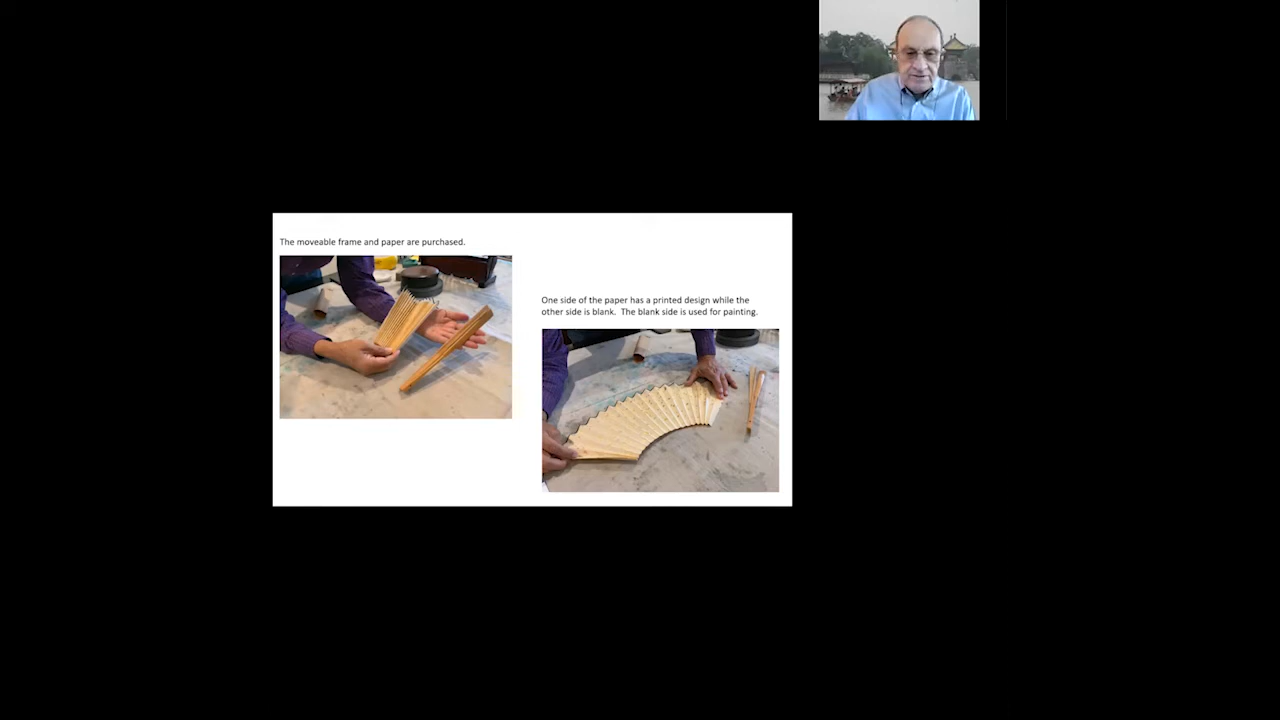 The moveable frame and paper are purchased.
One side of the paper has a printed design while the
other side is blank.  The blank side is used for painting.